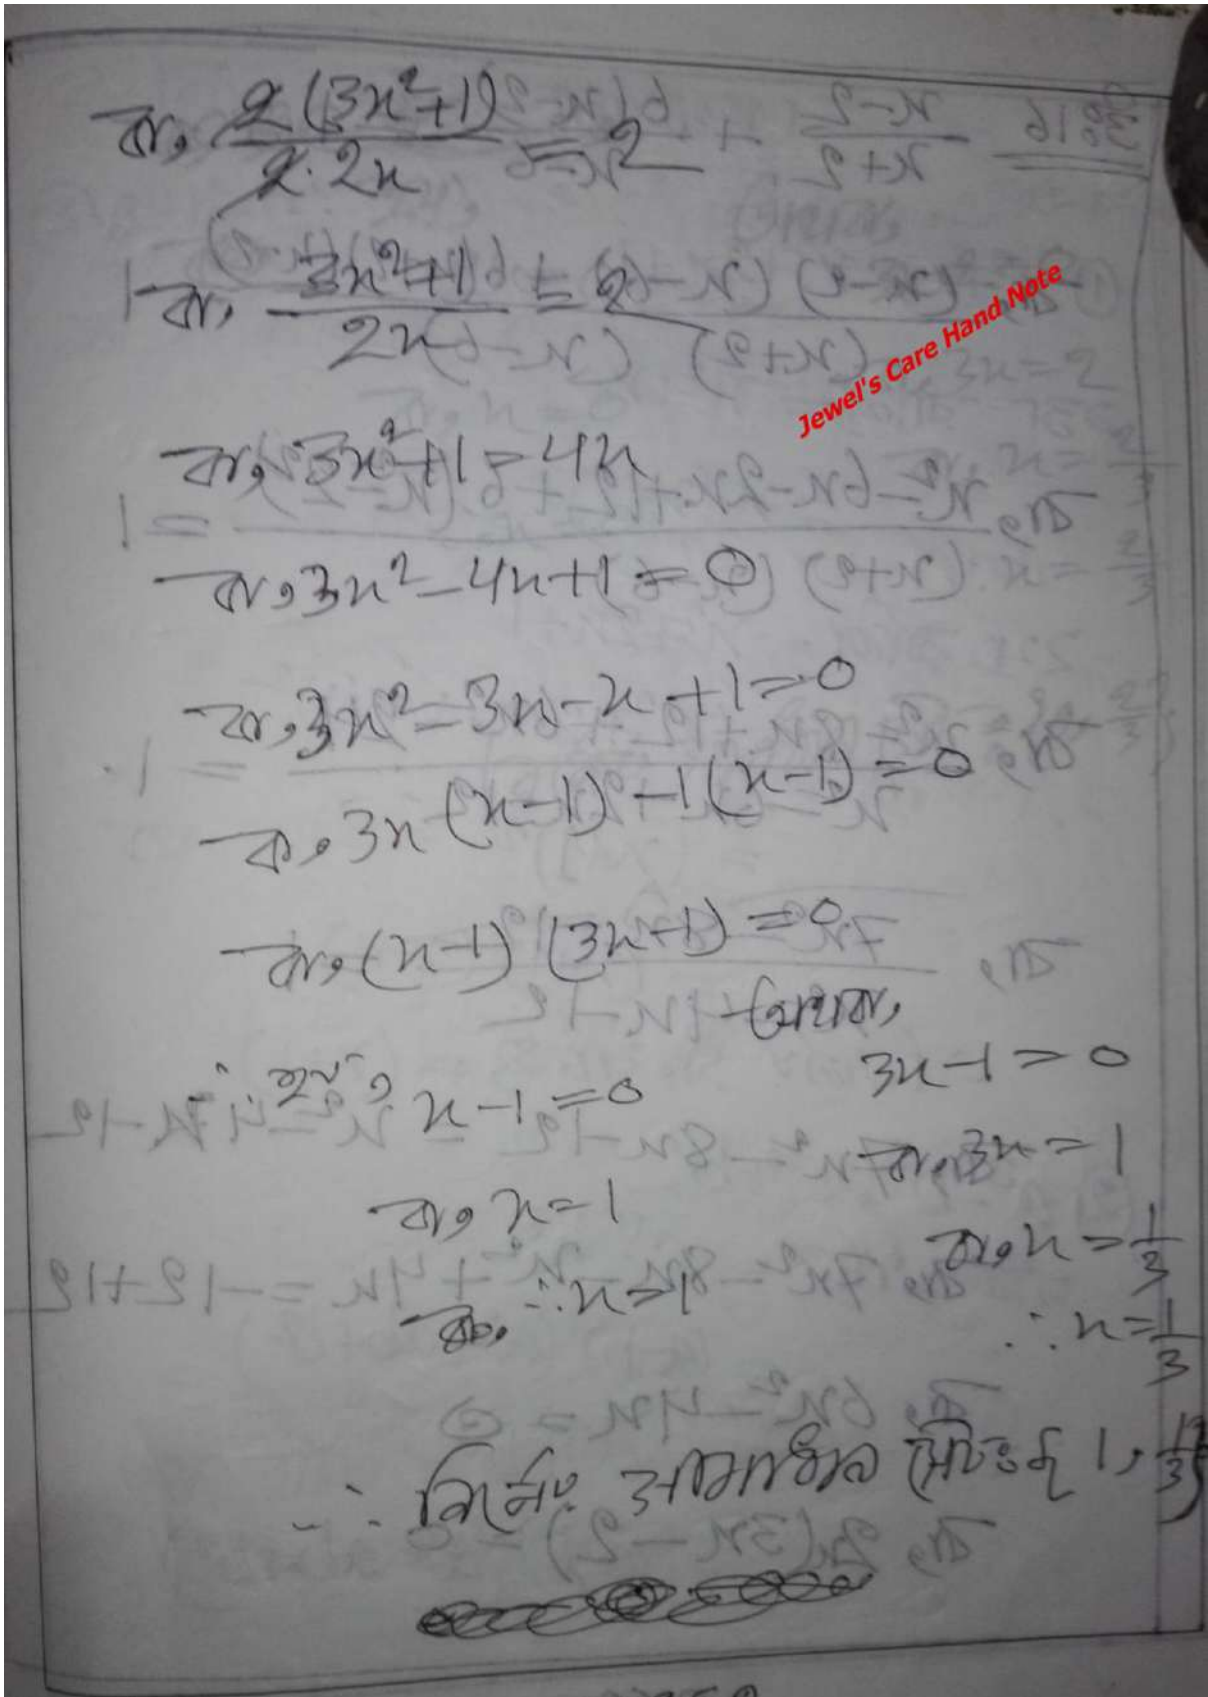 বা, 2(3x²+1) / 2·2x = 2
বা, 3x²+1 / 2x = 2
Jewel's Care Hand Note
বা, 3x²+1 = 4x
বা, 3x² - 4x + 1 = 0
বা, 3x² - 3x - x + 1 = 0
বা, 3x(x-1) - 1(x-1) = 0
বা, (x-1)(3x-1) = 0
হয়, x-1 = 0
বা, x = 1
∴ x = 1
অথবা,
3x-1 = 0
বা, 3x = 1
বা, x = 1/3
∴ x = 1/3
∴ নির্ণেয় সমাধান সেটঃ { 1, 1/3 }